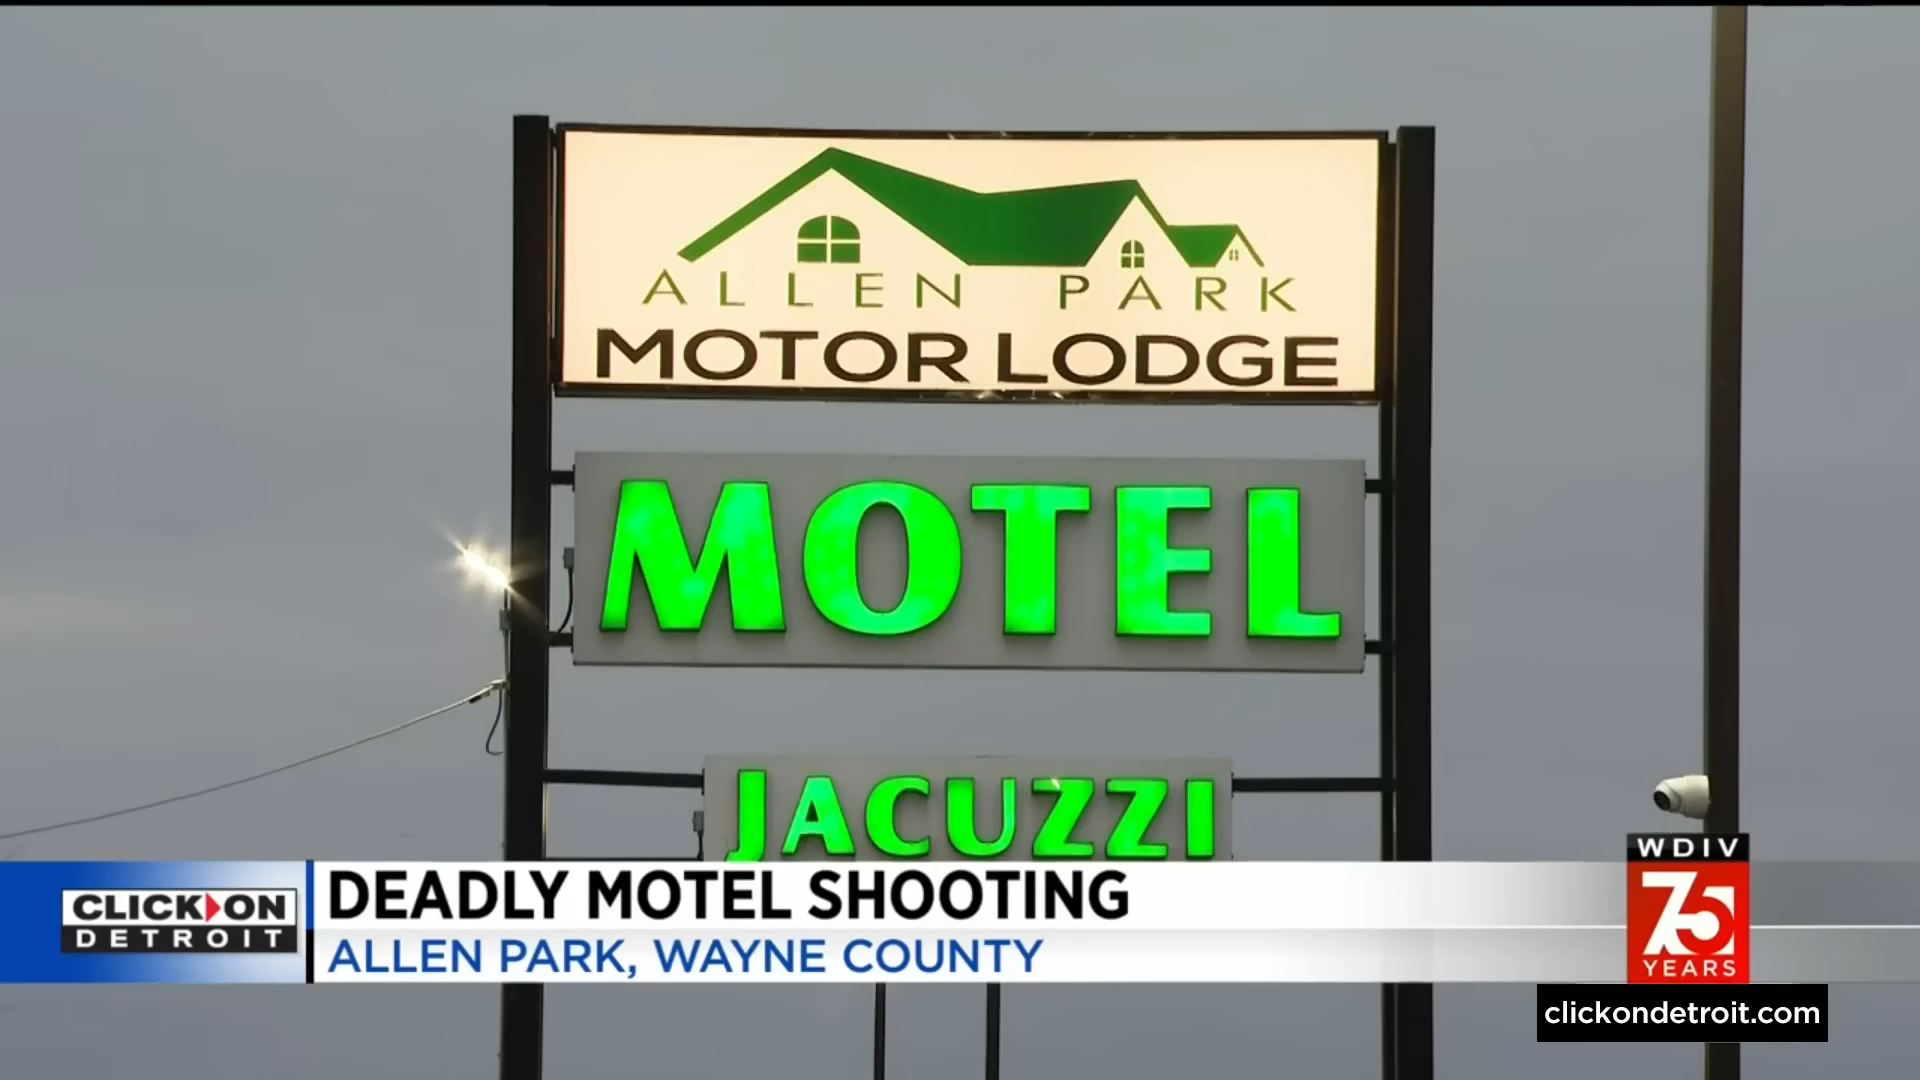 ALLEN PARK
MOTOR LODGE
MOTEL
JACUZZI
CLICK ON
DETROIT
DEADLY MOTEL SHOOTING
ALLEN PARK, WAYNE COUNTY
WDIV
75
YEARS
clickondetroit.com